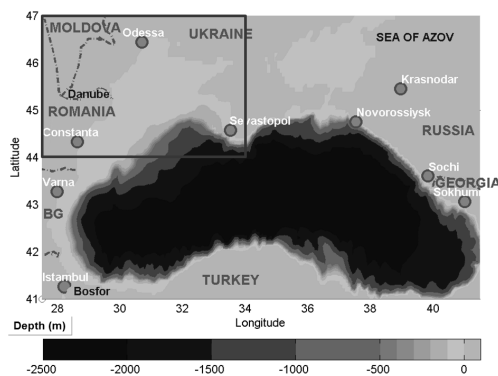 47
46
45
44
43
42
41
Latitude
MOLDOVA
Odessa
UKRAINE
SEA OF AZOV
Krasnodar
Danube
ROMANIA
Sevastopol
Novorossiysk
Constanta
RUSSIA
Sochi
GEORGIA
Varna
Sokhumi
BG
TURKEY
Istanbul
Bosfor
28 30 32 34 36 38 40
Longitude
Depth (m)
-2500 -2000 -1500 -1000 -500 0